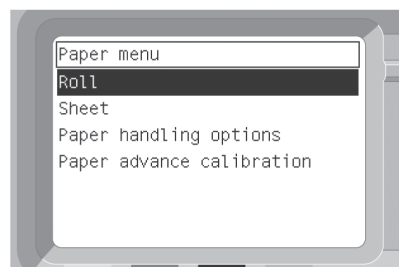 Paper menu
Roll
Sheet
Paper handling options
Paper advance calibration